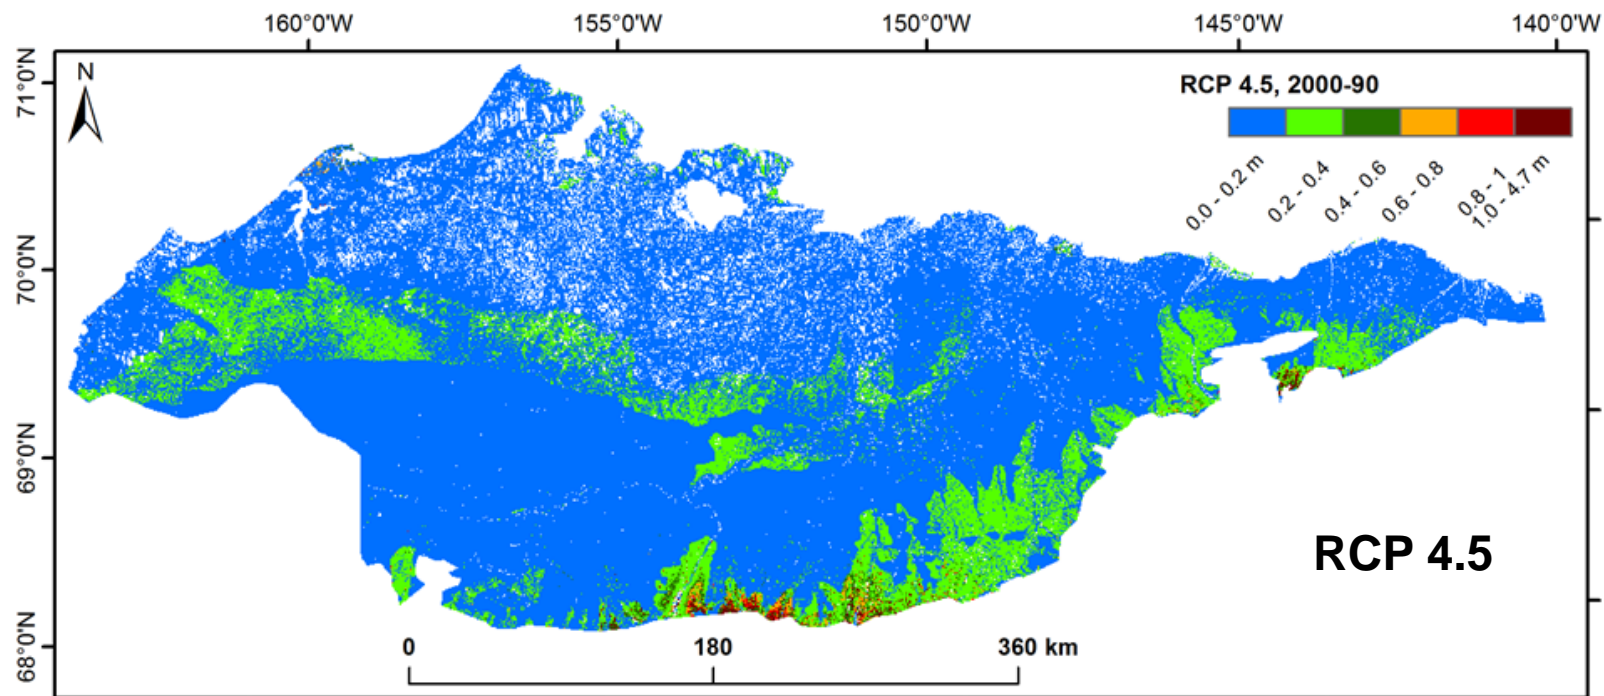 160°0'W 155°0'W 150°0'W 145°0'W 140°0'W
71°0'N
N
RCP 4.5, 2000-90
0.0 - 0.2 m
0.2 - 0.4
0.4 - 0.6
0.6 - 0.8
0.8 - 1
1.0 - 4.7 m
70°0'N
69°0'N
RCP 4.5
68°0'N
0 180 360 km